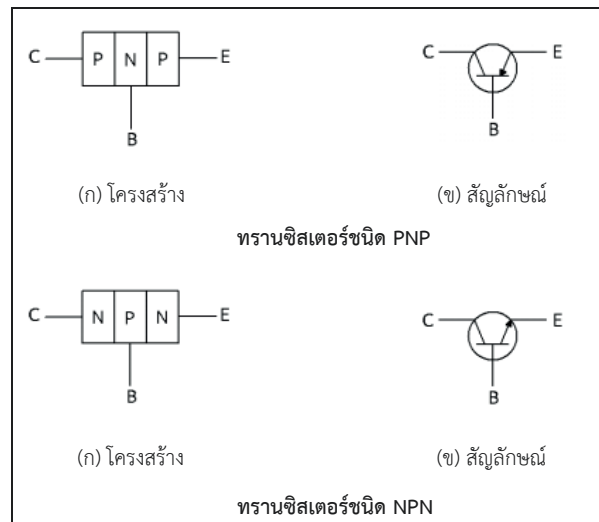 C P N P E C E
B B
(ก) โครงสร้าง (ข) สัญลักษณ์
ทรานซิสเตอร์ชนิด PNP
C N P N E C E
B B
(ก) โครงสร้าง (ข) สัญลักษณ์
ทรานซิสเตอร์ชนิด NPN